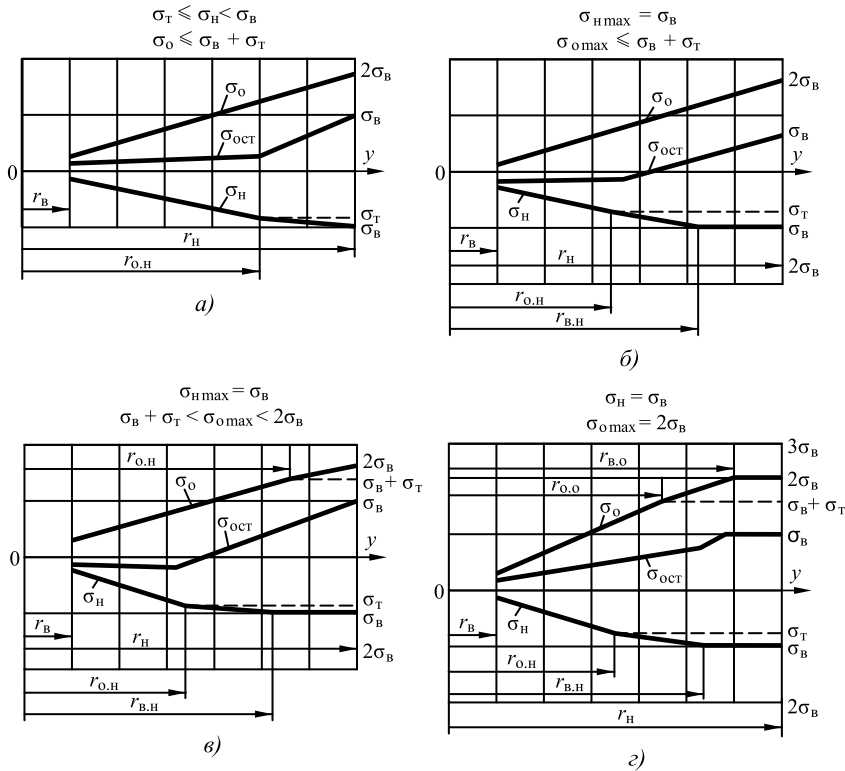 σт ⩽ σн < σв
σо ⩽ σв + σт
2σв
σо
σв
σост
y
0
σн
rв
σт
σв
rн
rо.н
а)
σн max = σв
σо max ⩽ σв + σт
2σв
σо
σв
σост
y
0
σн
σт
σв
rв
rн
2σв
rо.н
rв.н
б)
σн max = σв
σв + σт < σо max < 2σв
rо.н
2σв
σо
σв + σт
σв
σост
y
0
σн
σт
σв
rв
rн
2σв
rо.н
rв.н
в)
σн = σв
σо max = 2σв
3σв
rв.о
2σв
rо.о
σо
σв + σт
σв
σост
y
0
σн
σт
σв
rв
rо.н
rв.н
2σв
rн
г)